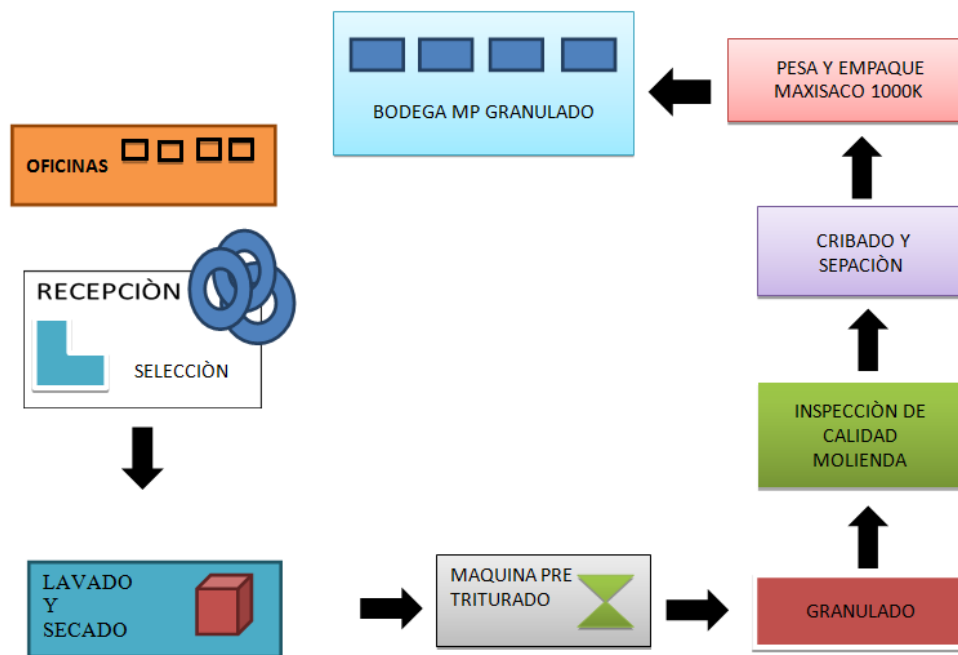 OFICINAS
RECEPCIÒN
SELECCIÒN
LAVADO
Y
SECADO
MAQUINA PRE
TRITURADO
GRANULADO
INSPECCIÒN DE
CALIDAD
MOLIENDA
CRIBADO Y
SEPACIÒN
PESA Y EMPAQUE
MAXISACO 1000K
BODEGA MP GRANULADO